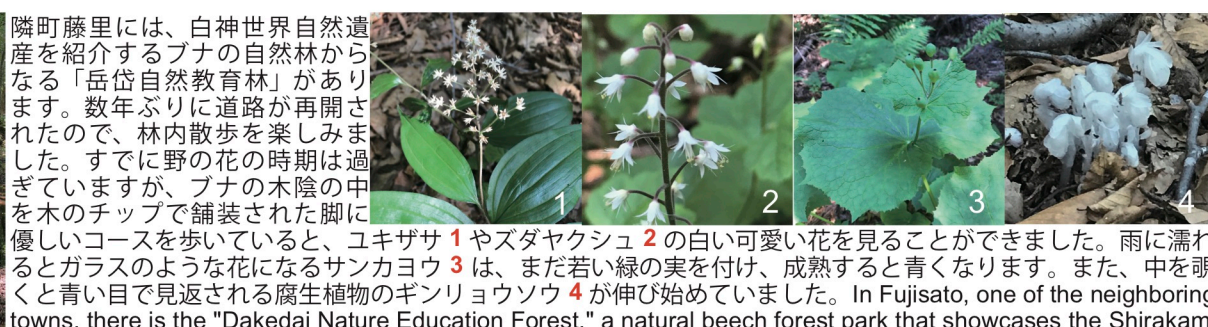 隣町藤里には、白神世界自然遺
産を紹介するブナの自然林から
なる「岳岱自然教育林」があり
ます。数年ぶりに道路が再開さ
れたので、林内散歩を楽しみま
した。すでに野の花の時期は過
ぎていますが、ブナの木陰の中
を木のチップで舗装された脚に
1 2 3 4
優しいコースを歩いていると、ユキザサ 1 やズダヤクシュ 2 の白い可愛い花を見ることができました。雨に濡れ
るとガラスのような花になるサンカヨウ 3 は、まだ若い緑の実を付け、成熟すると青くなります。また、中を覗
くと青い目で見返される腐生植物のギンリョウソウ 4 が伸び始めていました。In Fujisato, one of the neighboring
towns, there is the "Dakedai Nature Education Forest," a natural beech forest park that showcases the Shirakam